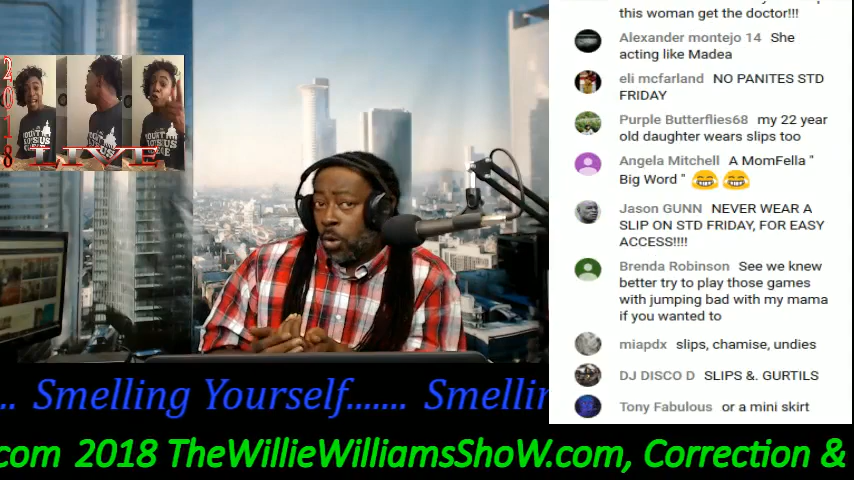 2018
LIVE
this woman get the doctor!!!
Alexander montejo 14 She
acting like Madea
eli mcfarland NO PANITES STD
FRIDAY
Purple Butterflies68 my 22 year
old daughter wears slips too
Angela Mitchell A MomFella "
Big Word " 😂 😂
Jason GUNN NEVER WEAR A
SLIP ON STD FRIDAY, FOR EASY
ACCESS!!!!
Brenda Robinson See we knew
better try to play those games
with jumping bad with my mama
if you wanted to
miapdx slips, chamise, undies
DJ DISCO D SLIPS &. GURTILS
Tony Fabulous or a mini skirt
... Smelling Yourself....... Smellin
com 2018 TheWillieWilliamsShoW.com, Correction &